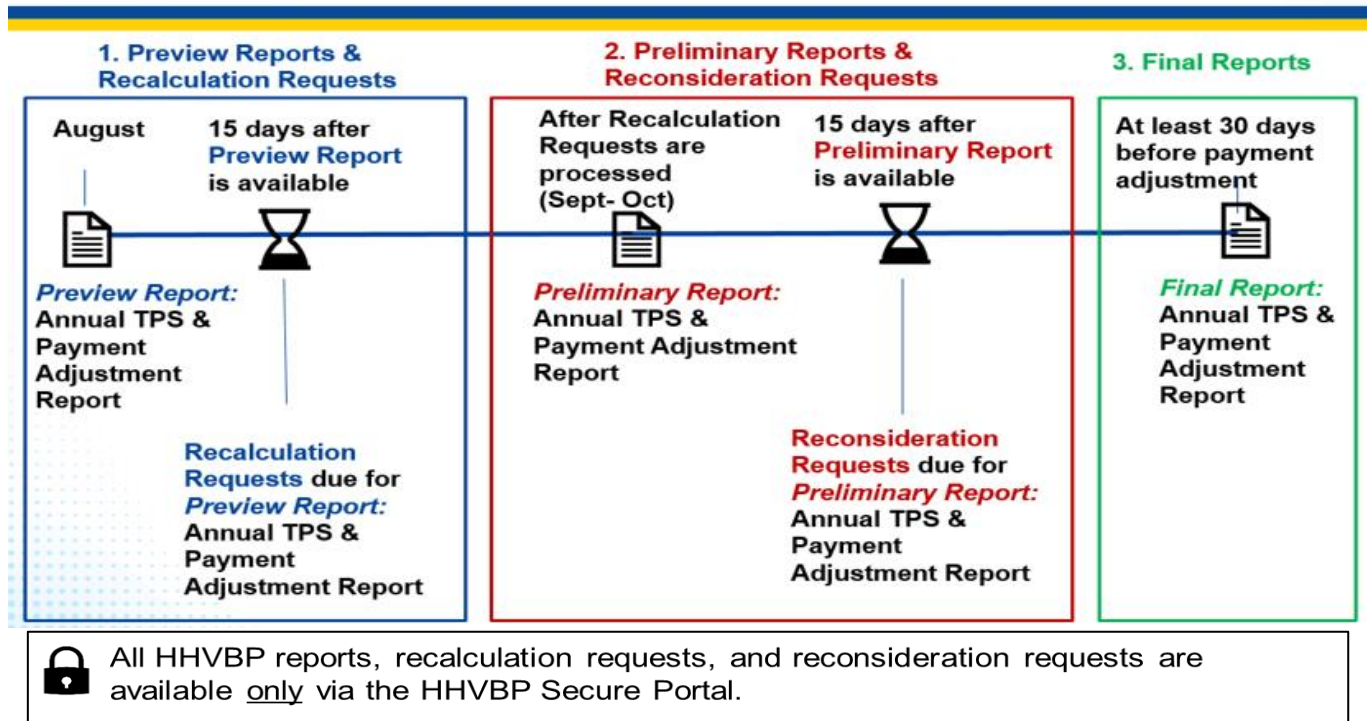 1. Preview Reports &
Recalculation Requests
August
15 days after
Preview Report
is available
Preview Report:
Annual TPS &
Payment
Adjustment
Report
Recalculation
Requests due for
Preview Report:
Annual TPS &
Payment
Adjustment Report
2. Preliminary Reports &
Reconsideration Requests
After Recalculation
Requests are
processed
(Sept- Oct)
15 days after
Preliminary Report
is available
Preliminary Report:
Annual TPS &
Payment Adjustment
Report
Reconsideration
Requests due for
Preliminary Report:
Annual TPS &
Payment
Adjustment Report
3. Final Reports
At least 30 days
before payment
adjustment
Final Report:
Annual TPS &
Payment
Adjustment
Report
All HHVBP reports, recalculation requests, and reconsideration requests are
available only via the HHVBP Secure Portal.